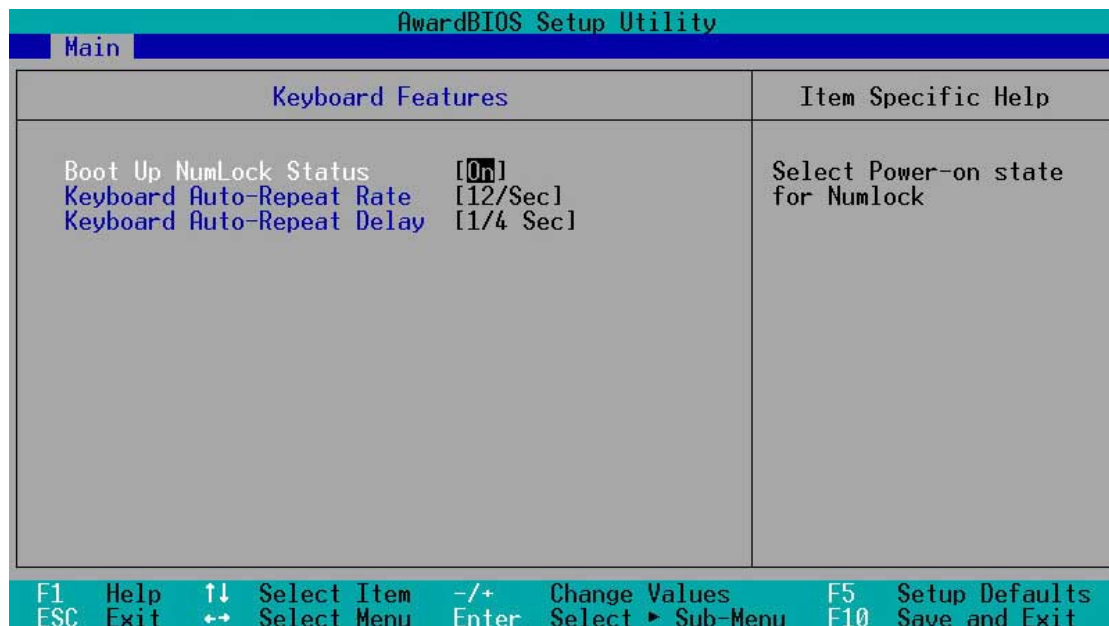 AwardBIOS Setup Utility
Main
Keyboard Features
Item Specific Help
Boot Up NumLock Status [On]
Keyboard Auto-Repeat Rate [12/Sec]
Keyboard Auto-Repeat Delay [1/4 Sec]
Select Power-on state
for Numlock
F1 Help ↑↓ Select Item -/+ Change Values F5 Setup Defaults
ESC Exit ←→ Select Menu Enter Select ► Sub-Menu F10 Save and Exit